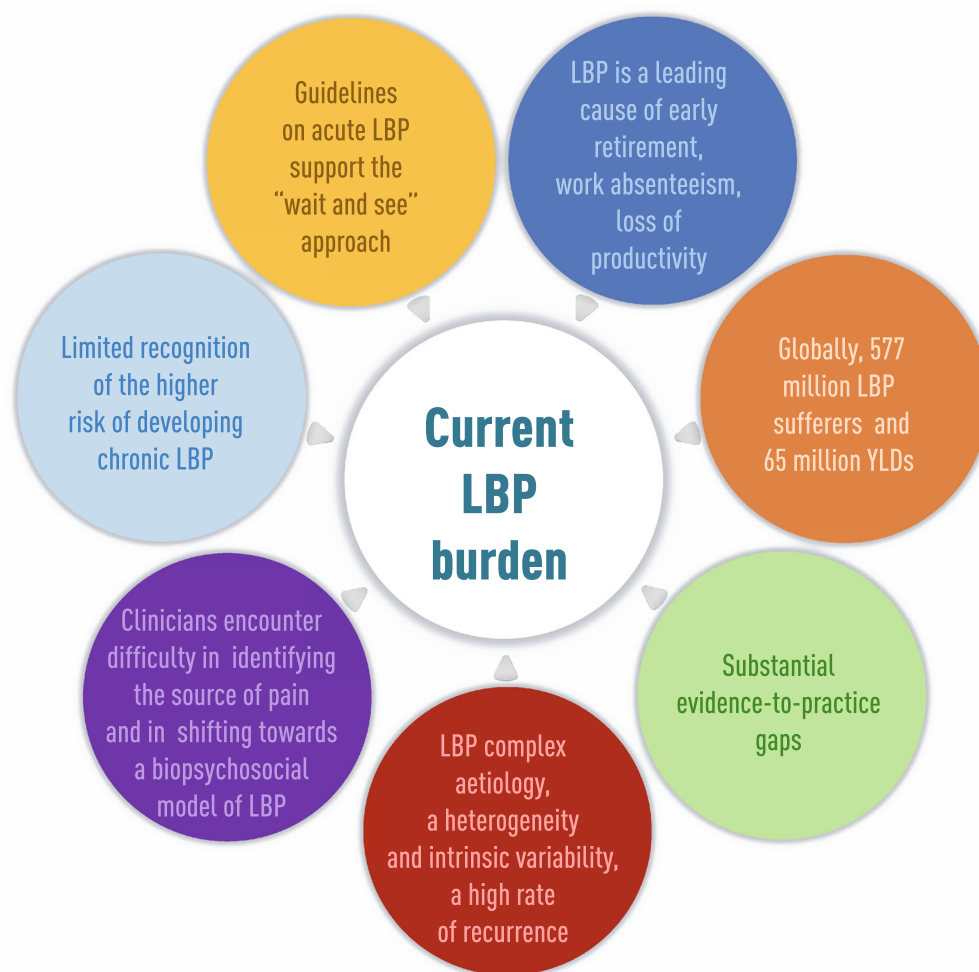 Guidelines
on acute LBP
support the
“wait and see”
approach
LBP is a leading
cause of early
retirement,
work absenteeism,
loss of
productivity
Limited recognition
of the higher
risk of developing
chronic LBP
Current
LBP
burden
Globally, 577
million LBP
sufferers and
65 million YLDs
Clinicians encounter
difficulty in identifying
the source of pain
and in shifting towards
a biopsychosocial
model of LBP
LBP complex
aetiology,
a heterogeneity
and intrinsic variability,
a high rate
of recurrence
Substantial
evidence-to-practice
gaps